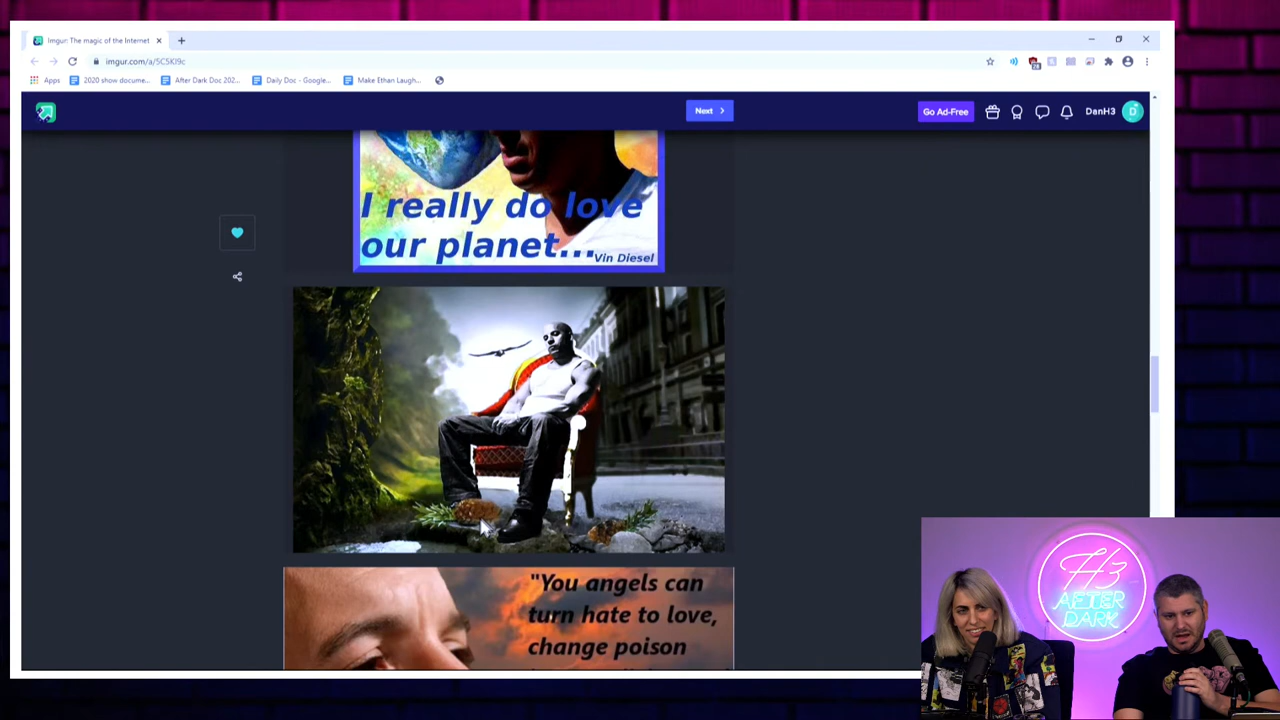 Imgur: The magic of the Internet
imgur.com/a/5C5KI9c
Apps
2020 show docume...
After Dark Doc 202...
Daily Doc - Google...
Make Ethan Laugh...
Next
Go Ad-Free
DanH3
D
I really do love
our planet...
Vin Diesel
"You angels can
turn hate to love,
change poison
H3
AFTER
DARK